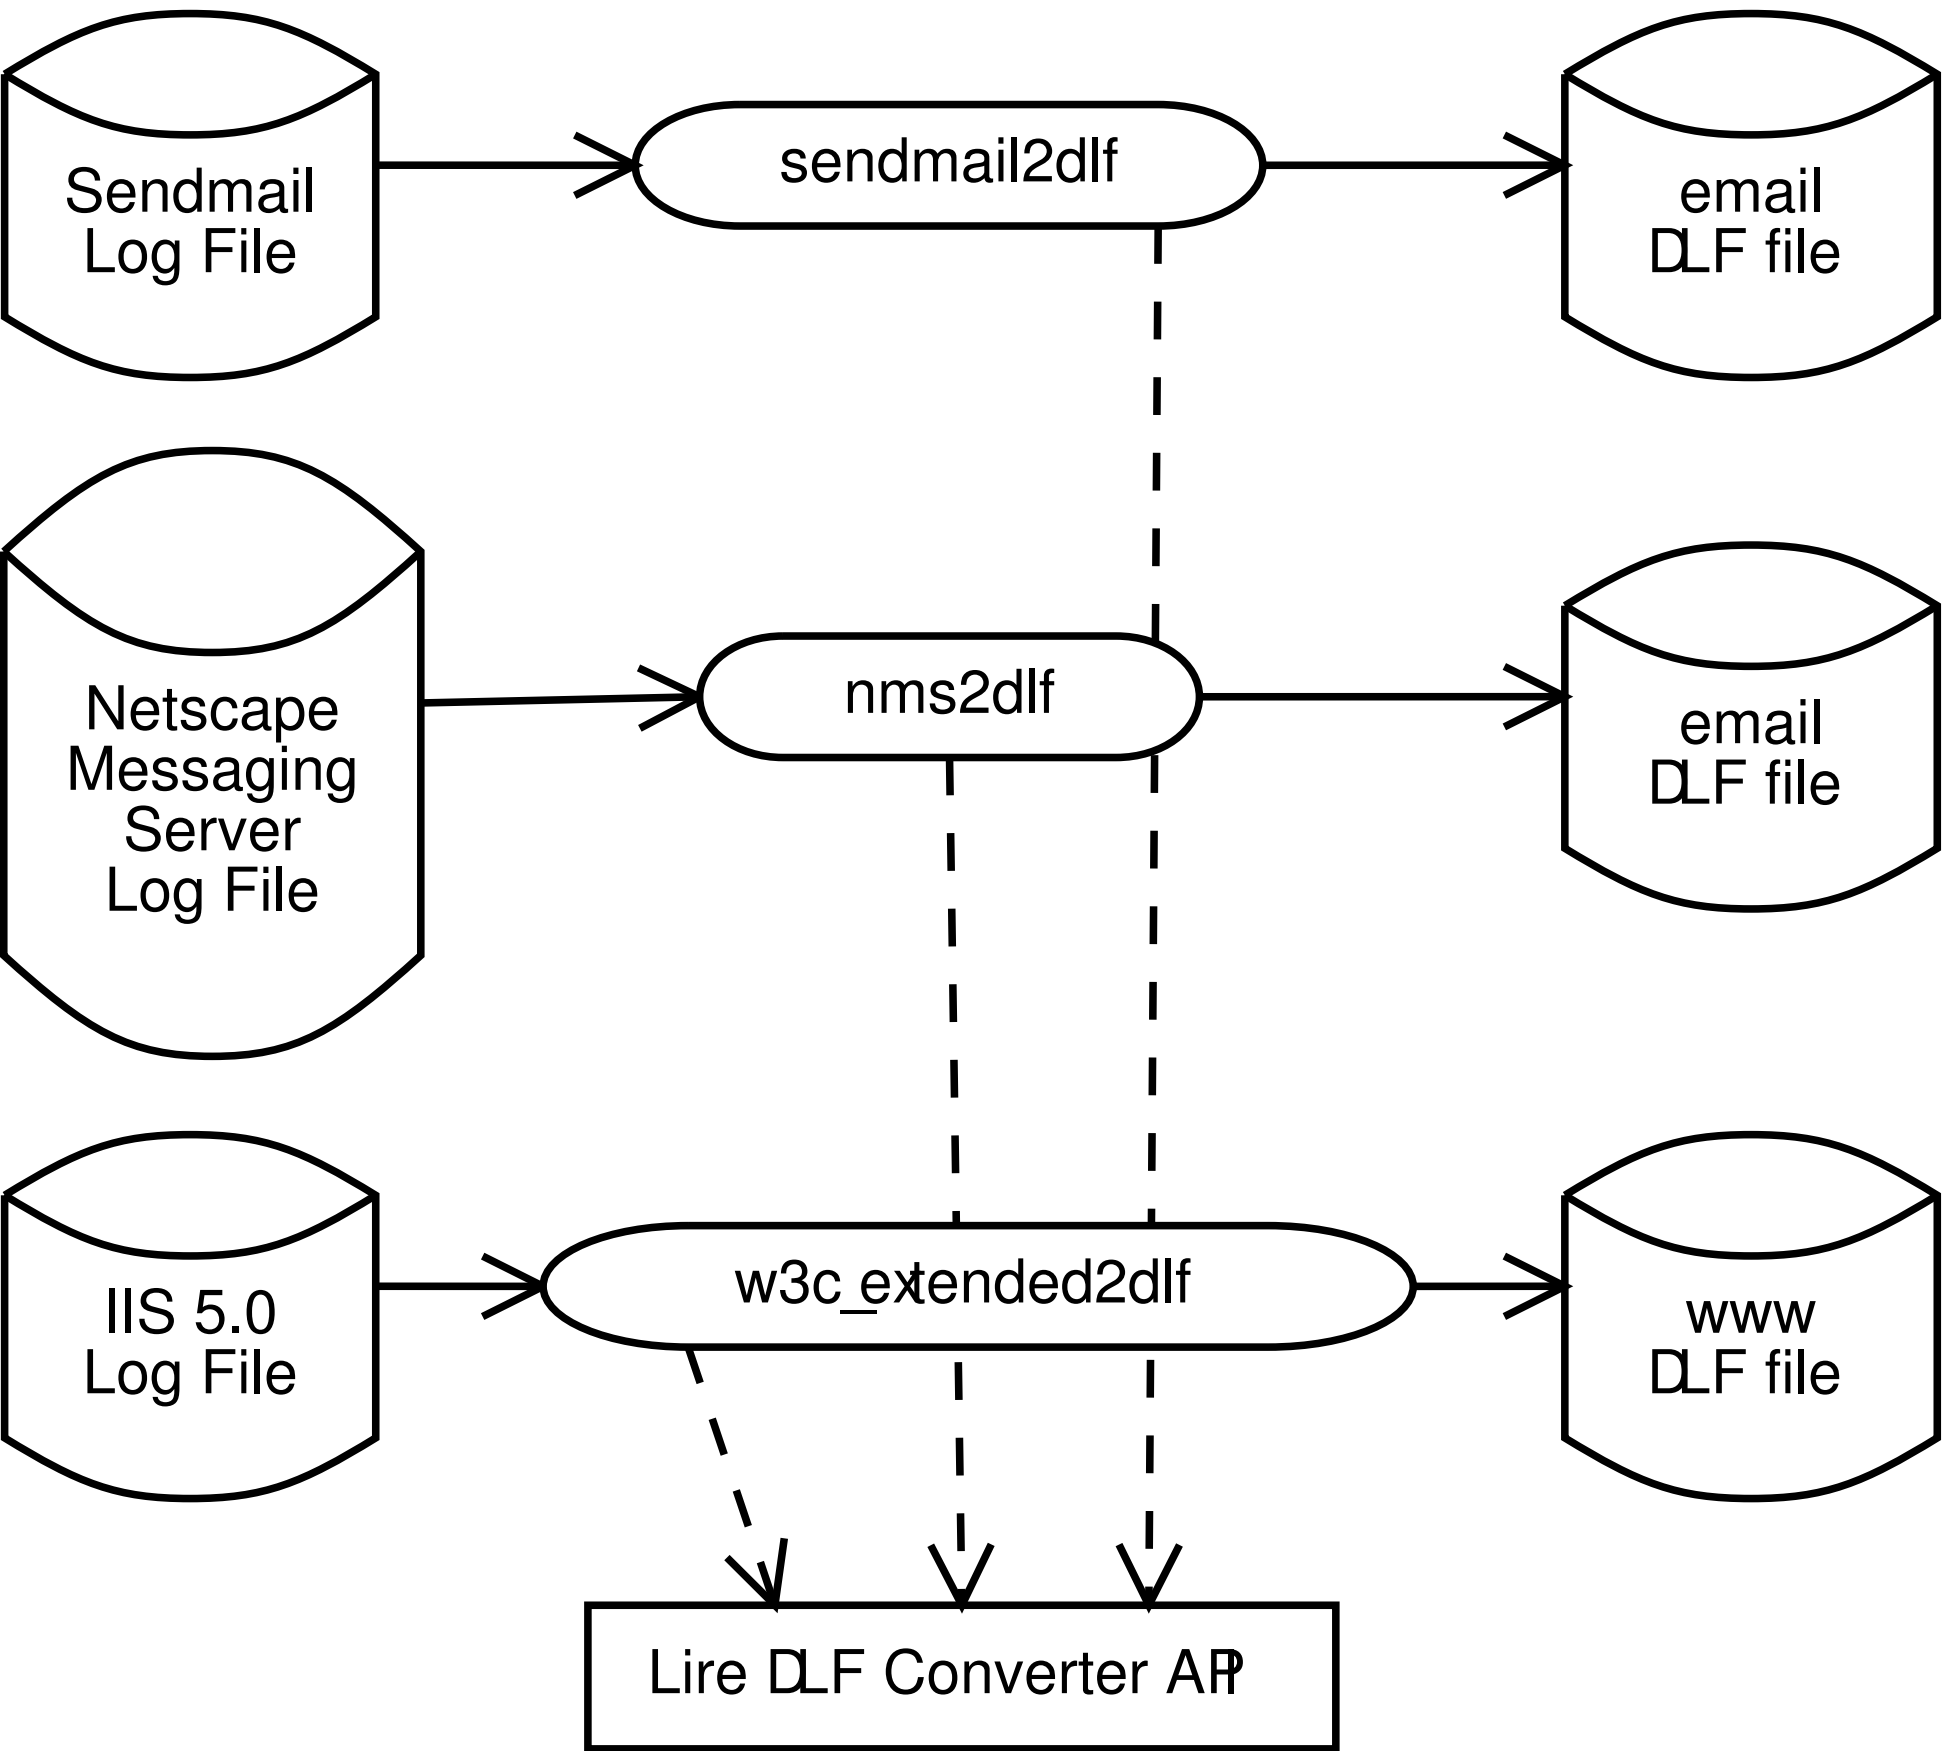 Sendmail
Log File
sendmail2dlf
email
DLF file
Netscape
Messaging
Server
Log File
nms2dlf
email
DLF file
IIS 5.0
Log File
w3c_extended2dlf
www
DLF file
Lire DLF Converter API